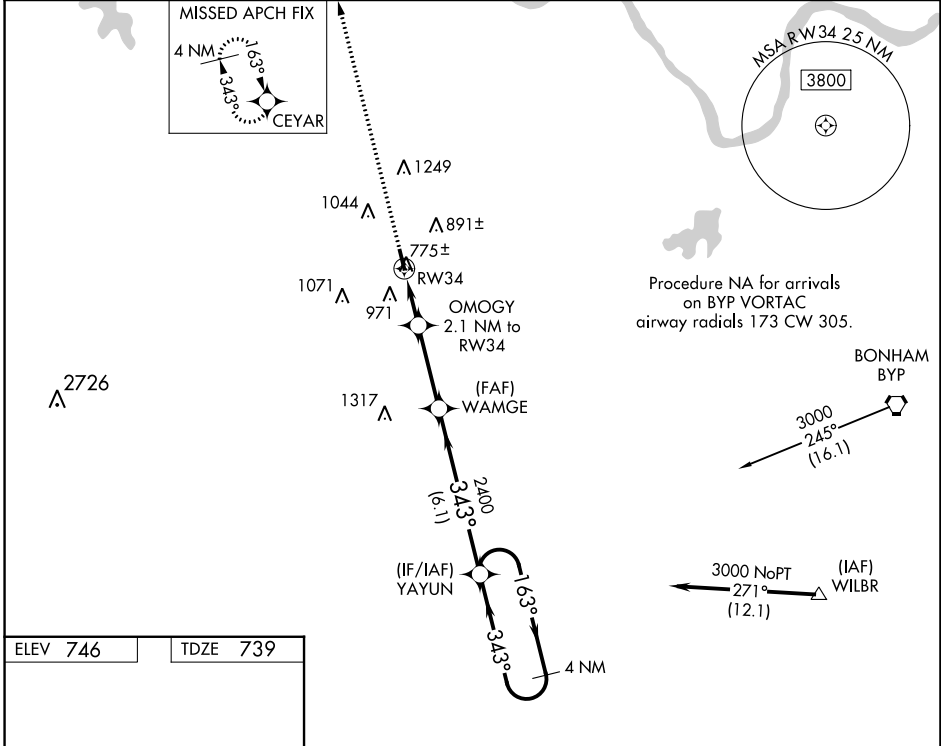 MISSED APCH FIX
4 NM
163°
343°
CEYAR
MSA RW34 25 NM
3800
1249
1044
891±
775±
RW34
1071
971
OMOGY
2.1 NM to
RW34
Procedure NA for arrivals
on BYP VORTAC
airway radials 173 CW 305.
BONHAM
BYP
2726
1317
(FAF)
WAMGE
3000
245°
(16.1)
2400
343°
(6.1)
(IF/IAF)
YAYUN
163°
343°
4 NM
3000 NoPT
271°
(12.1)
(IAF)
WILBR
ELEV 746
TDZE 739